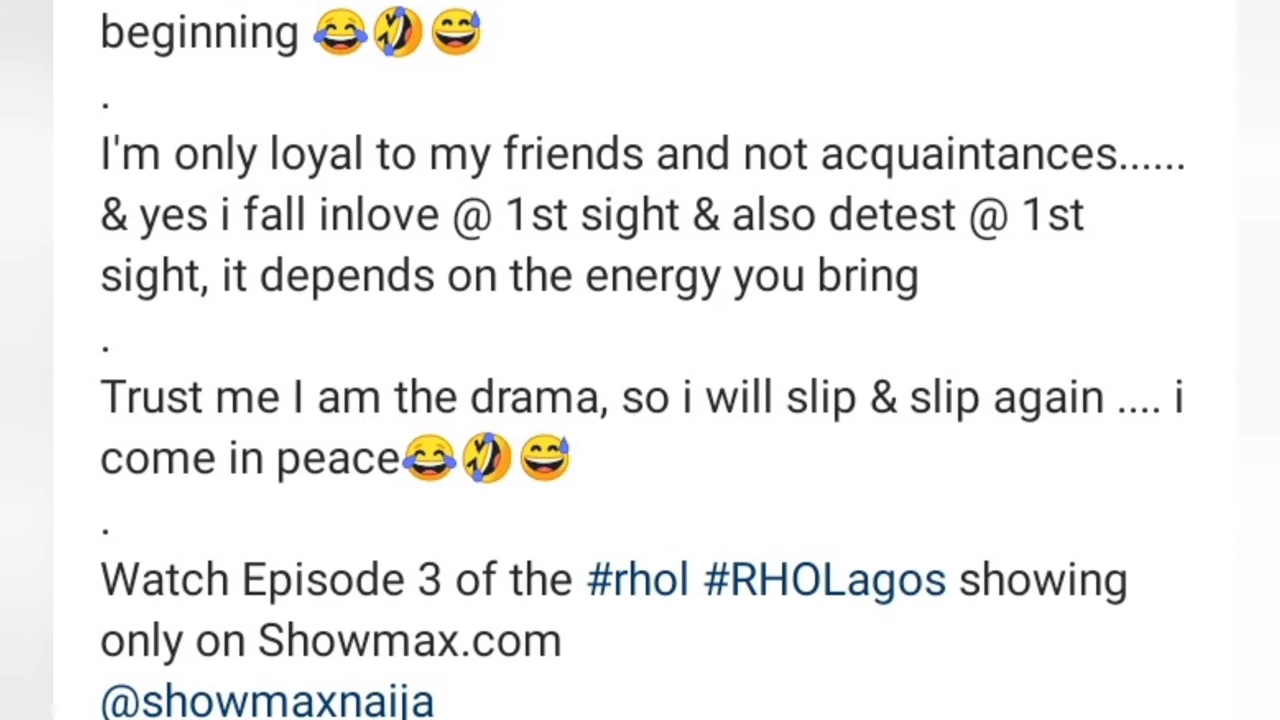 beginning 😂🤣😅
.
I'm only loyal to my friends and not acquaintances......
& yes i fall inlove @ 1st sight & also detest @ 1st
sight, it depends on the energy you bring
.
Trust me I am the drama, so i will slip & slip again .... i
come in peace😂🤣😅
.
Watch Episode 3 of the #rhol #RHOLagos showing
only on Showmax.com
@showmaxnaija